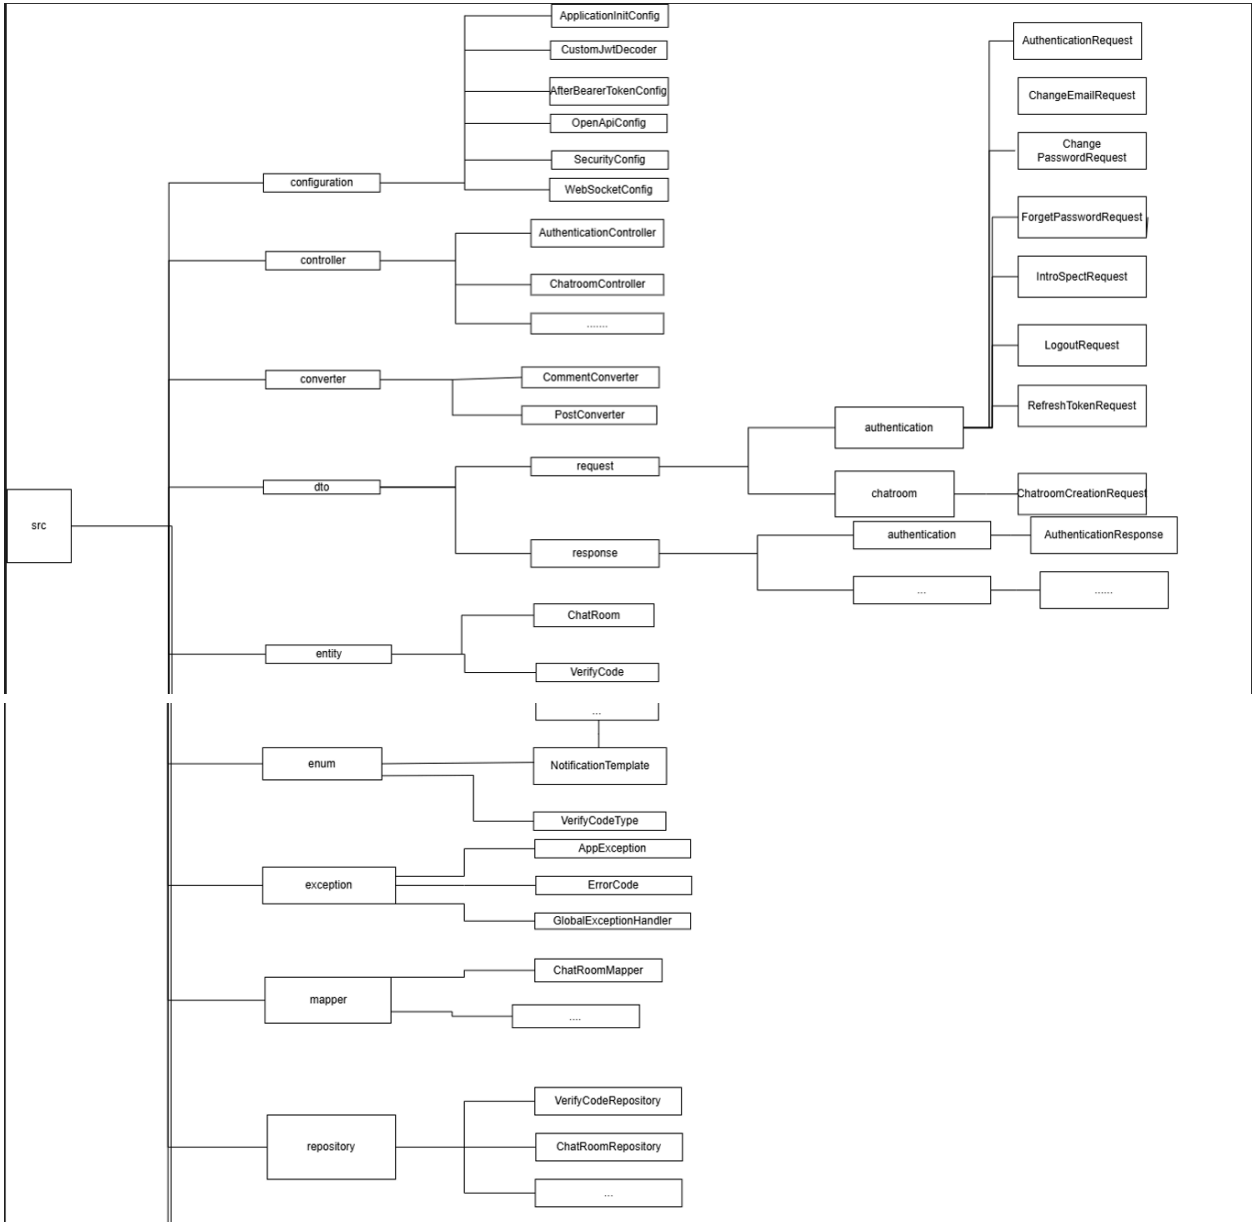 ApplicationInitConfig
CustomJwtDecoder
AfterBearerTokenConfig
OpenApiConfig
SecurityConfig
configuration
WebSocketConfig
AuthenticationController
controller
ChatroomController
.......
converter
CommentConverter
PostConverter
AuthenticationRequest
ChangeEmailRequest
Change
PasswordRequest
ForgetPasswordRequest
IntroSpectRequest
LogoutRequest
RefreshTokenRequest
authentication
request
dto
chatroom
ChatroomCreationRequest
src
response
authentication
AuthenticationResponse
...
......
ChatRoom
entity
VerifyCode
...
enum
NotificationTemplate
VerifyCodeType
AppException
exception
ErrorCode
GlobalExceptionHandler
ChatRoomMapper
mapper
....
VerifyCodeRepository
repository
ChatRoomRepository
...